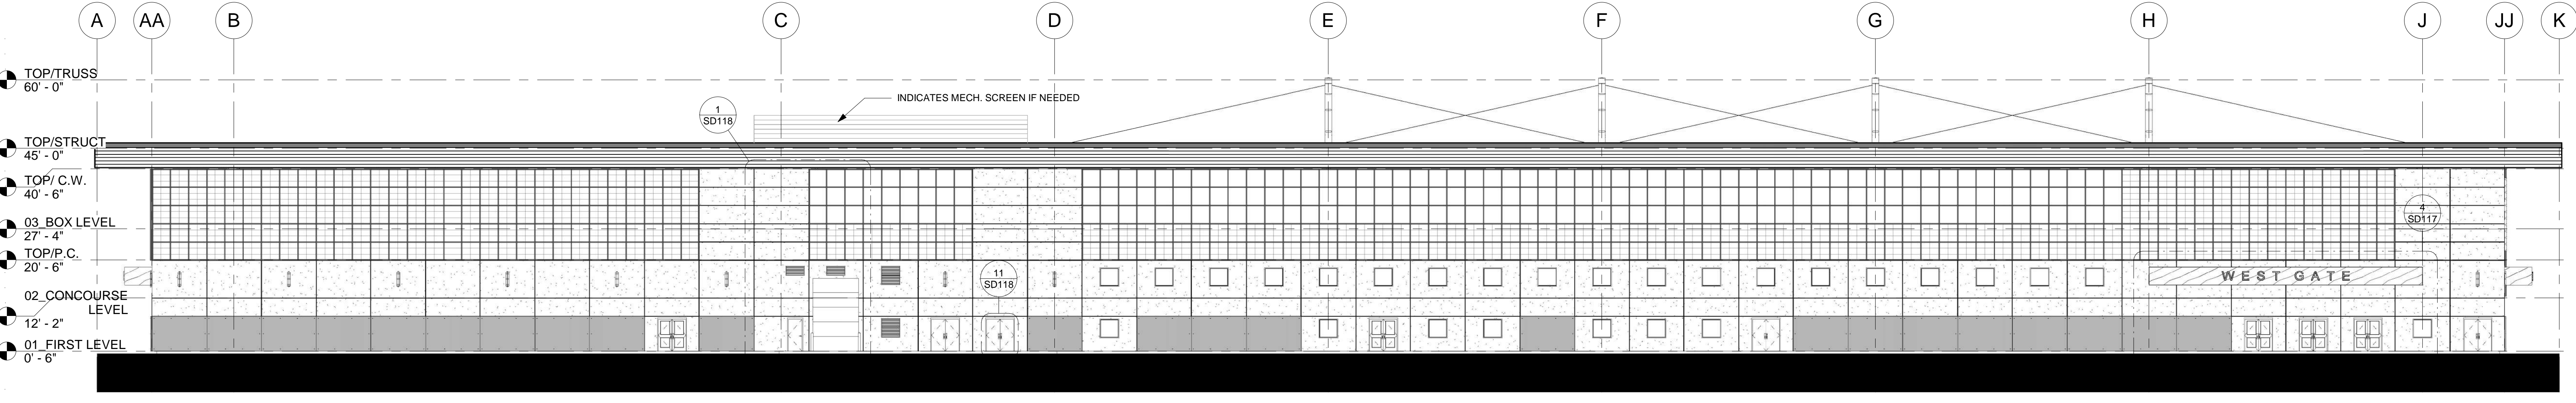 A AA B C D E F G H J JJ K
TOP/TRUSS
60' - 0"
INDICATES MECH. SCREEN IF NEEDED
1
SD118
TOP/STRUCT
45' - 0"
TOP/ C.W.
40' - 6"
4
SD117
03_BOX LEVEL
27' - 4"
TOP/P.C.
20' - 6"
11
SD118
WEST GATE
02_CONCOURSE
LEVEL
12' - 2"
01_FIRST LEVEL
0' - 6"